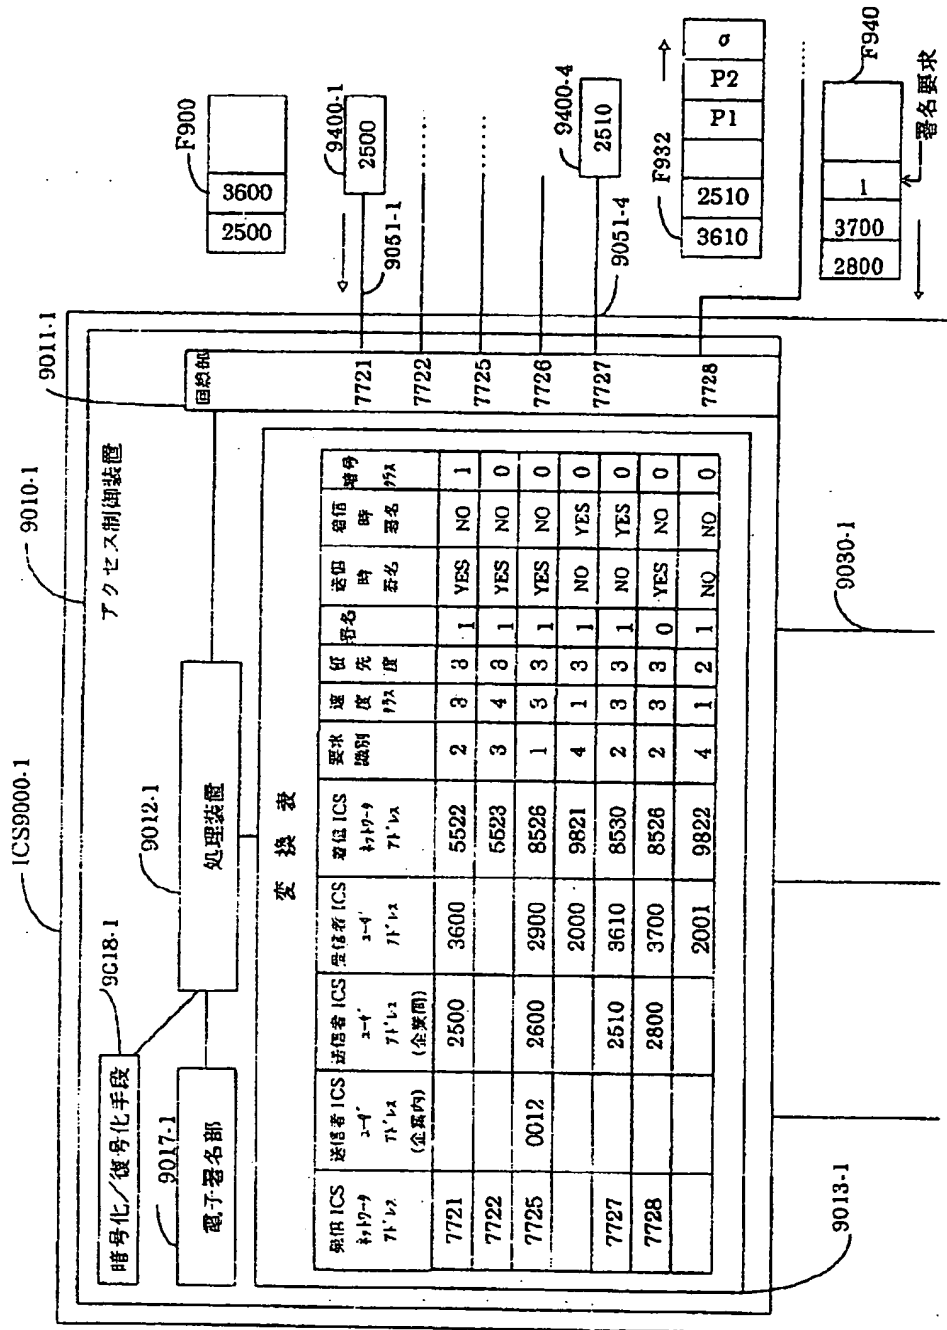 ICS9000-1
9010-1
アクセス制御装置
9011-1
回線部
9018-1
暗号化/復号化手段
9012-1
処理装置
9017-1
電子署名部
変換表
発信ICS ネットワーク アドレス
送信者ICS ユーザ アドレス (企業内)
送信者ICS ユーザ アドレス (企業間)
受信者ICS ユーザ アドレス
着信ICS ネットワーク アドレス
要求 識別
速度 クラス
優先度
署名
送信時 署名
着信時 署名
暗号 クラス
7721 2500 3600 5522 2 3 3 1 YES NO 1
7722 5523 3 4 3 1 YES NO 0
7725 0012 2600 2900 8526 1 3 3 1 YES NO 0
2000 9821 4 1 3 1 NO YES 0
7727 2510 3610 8530 2 3 3 1 NO YES 0
7728 2800 3700 8526 2 3 3 0 YES NO 0
2001 9822 4 1 2 1 NO NO 0
9013-1
9030-1
7721
7722
7725
7726
7727
7728
F900
2500 3600
9400-1
2500
9051-1
9400-4
2510
9051-4
F932
3610 2510 P1 P2 σ
F940
2800 3700 1
署名要求